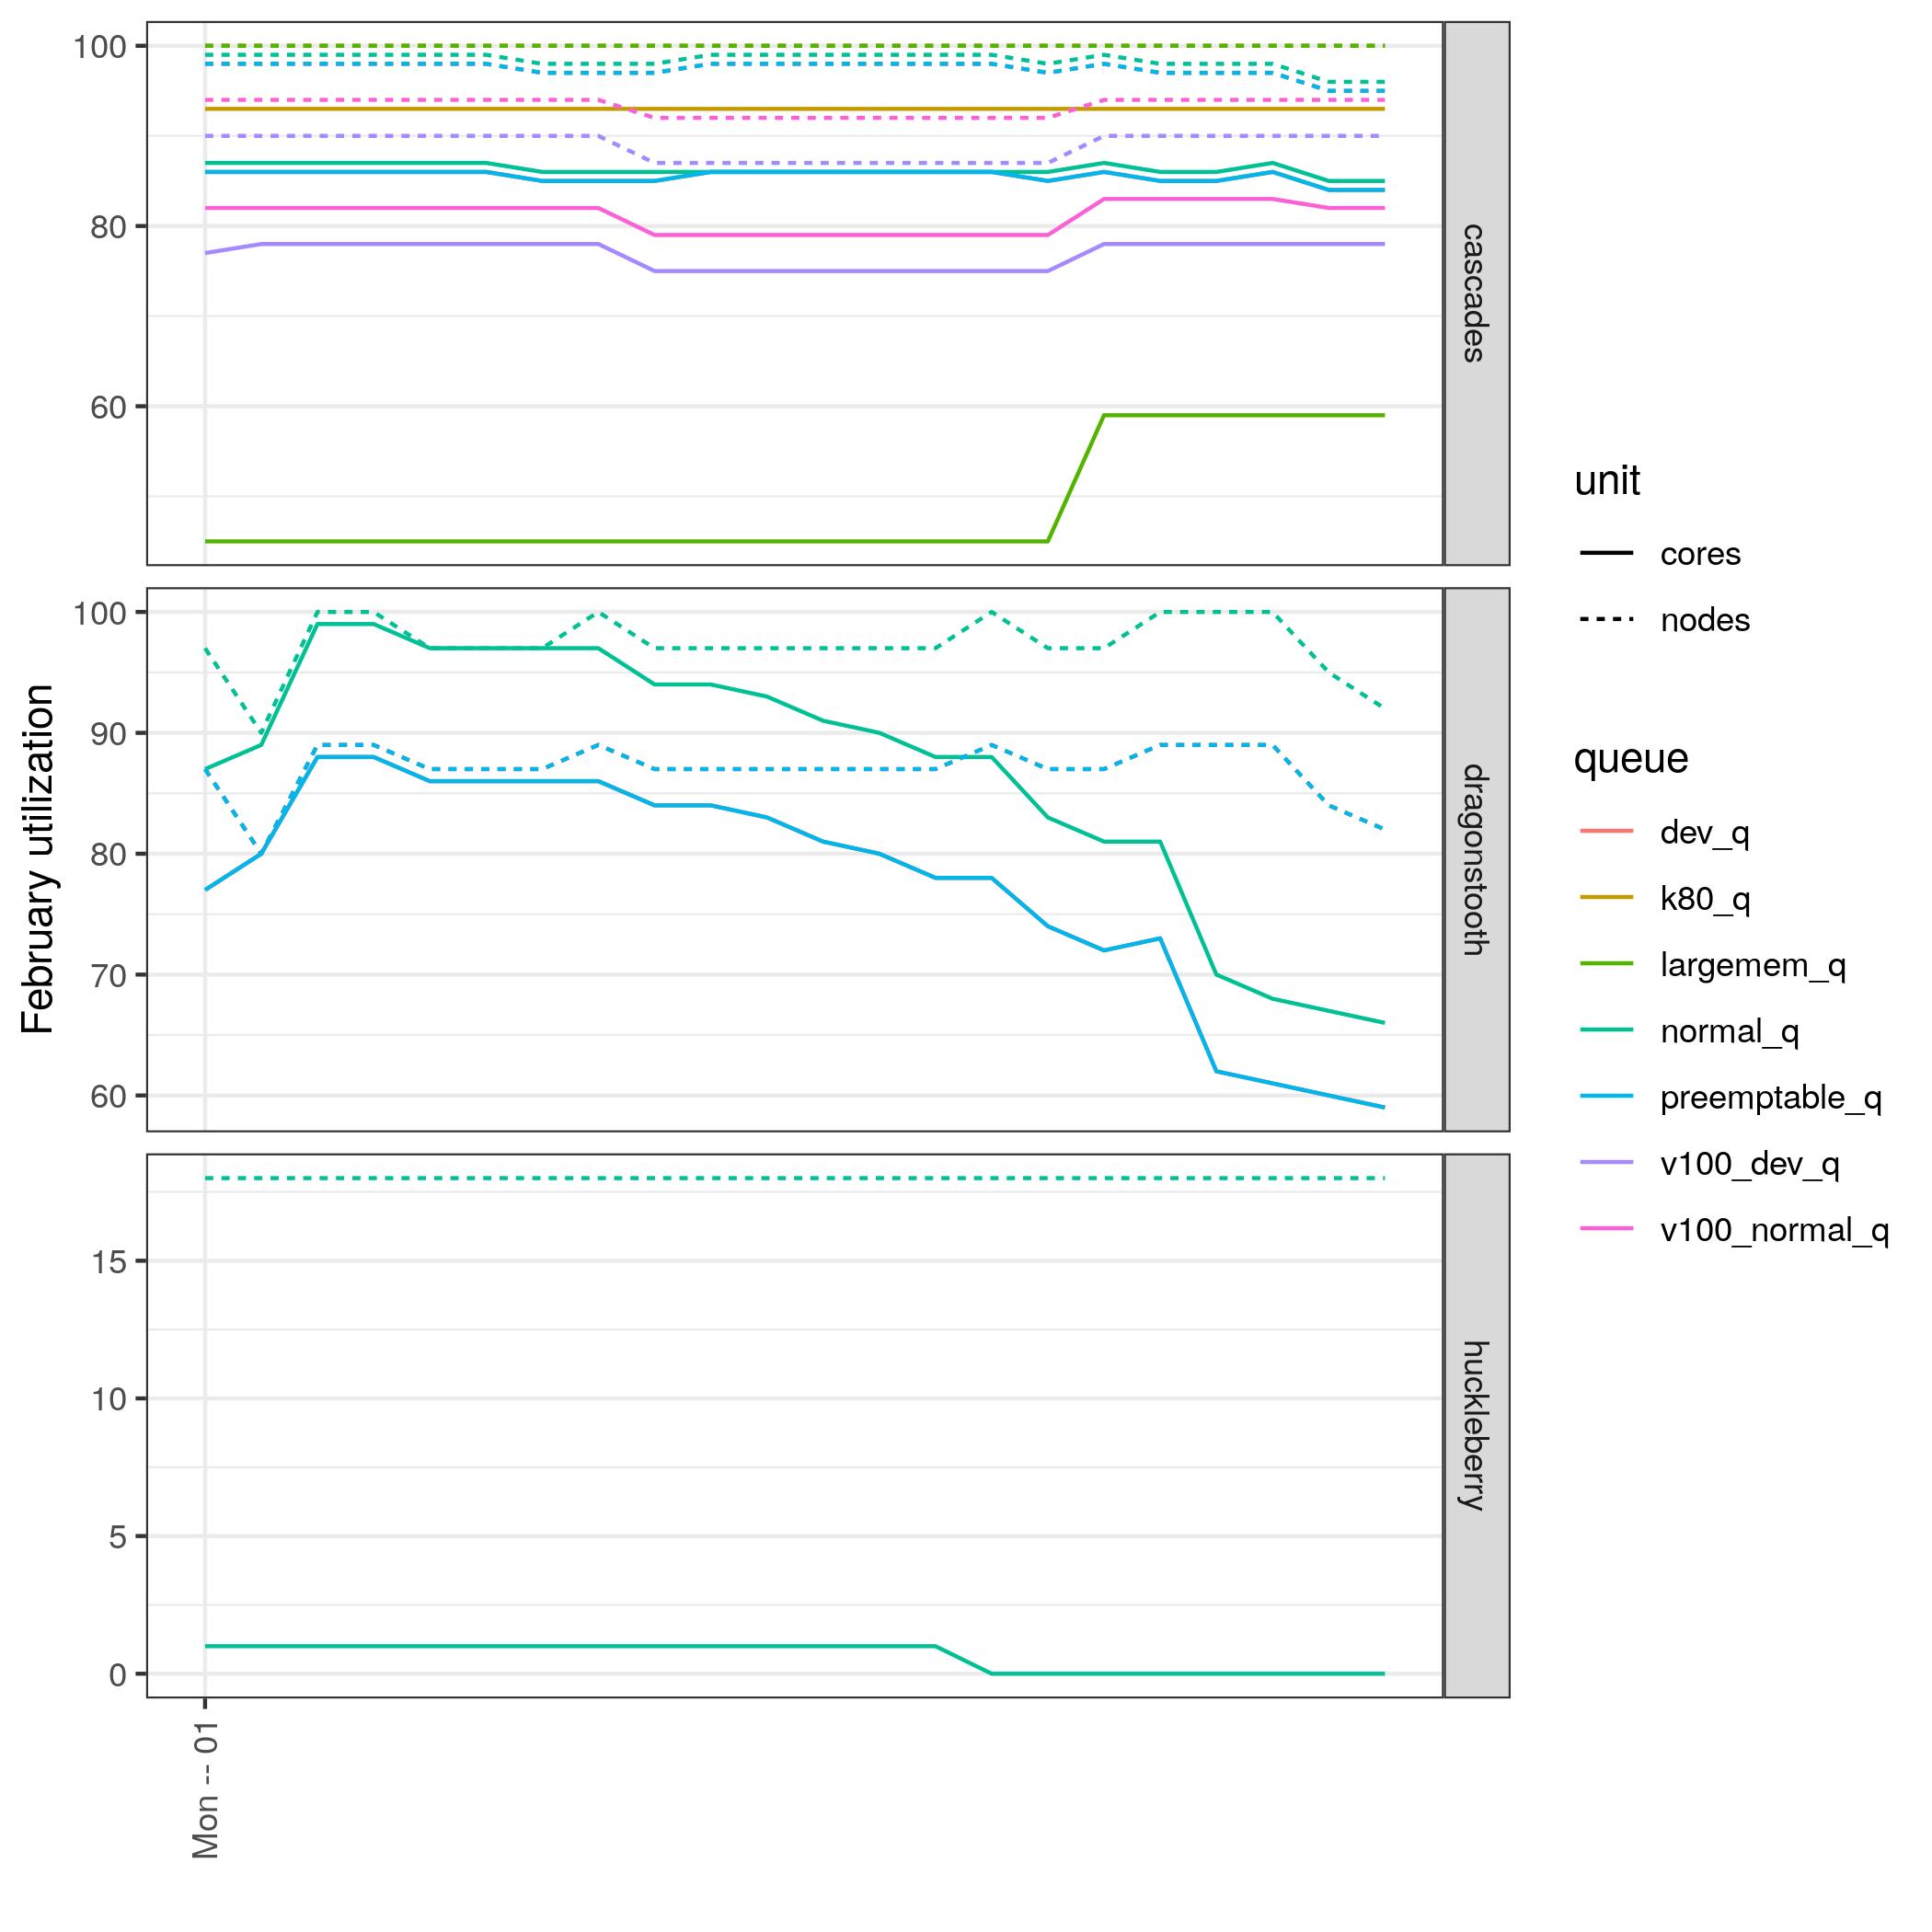 February utilization
100
80
60
cascades
100
90
80
70
60
dragonstooth
15
10
5
0
huckleberry
Mon -- 01
unit
cores
nodes
queue
dev_q
k80_q
largemem_q
normal_q
preemptable_q
v100_dev_q
v100_normal_q